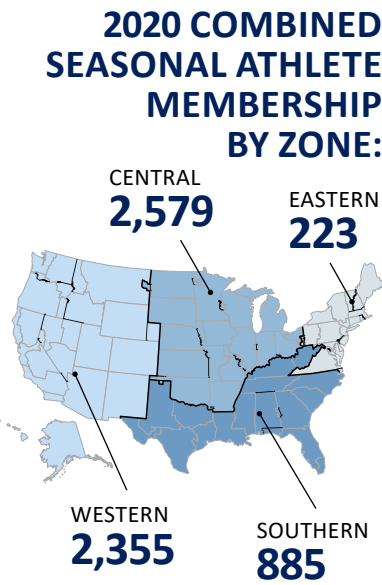 2020 COMBINED
SEASONAL ATHLETE
MEMBERSHIP
BY ZONE:
CENTRAL
2,579
EASTERN
223
WESTERN
2,355
SOUTHERN
885